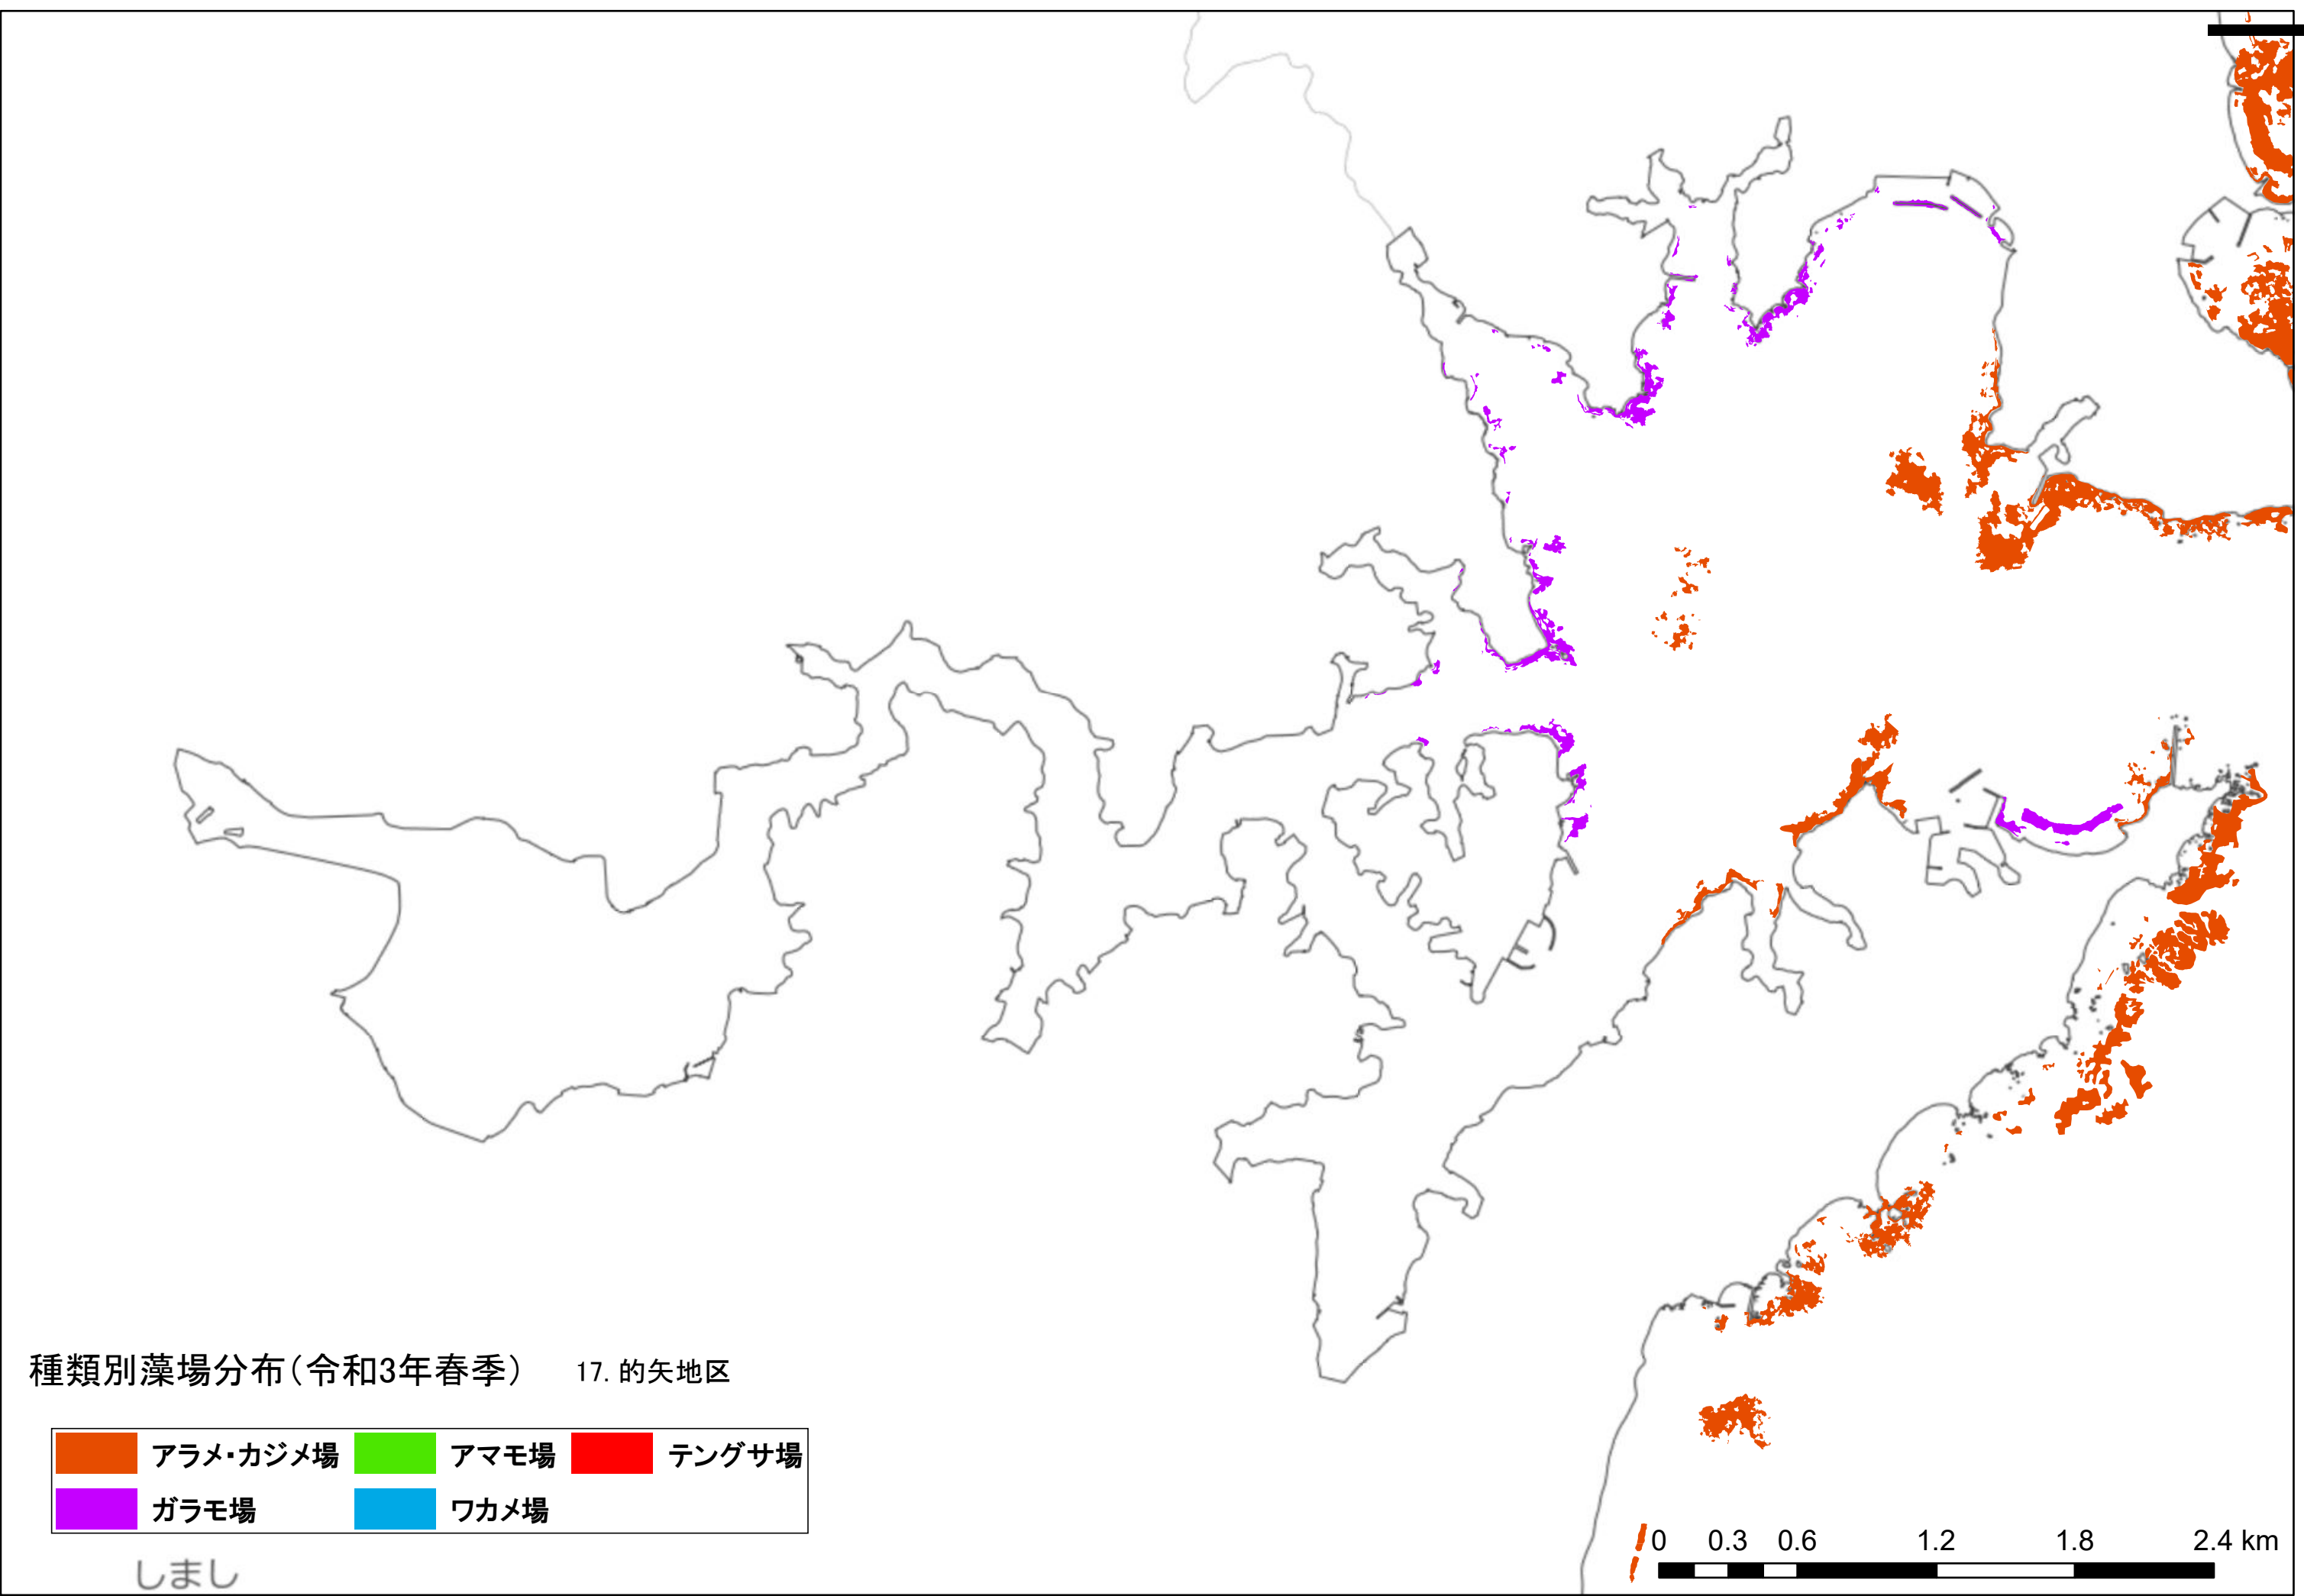 種類別藻場分布(令和3年春季) 17. 的矢地区
アラメ・カジメ場 アマモ場 テングサ場
ガラモ場 ワカメ場
しまし
0 0.3 0.6 1.2 1.8 2.4 km